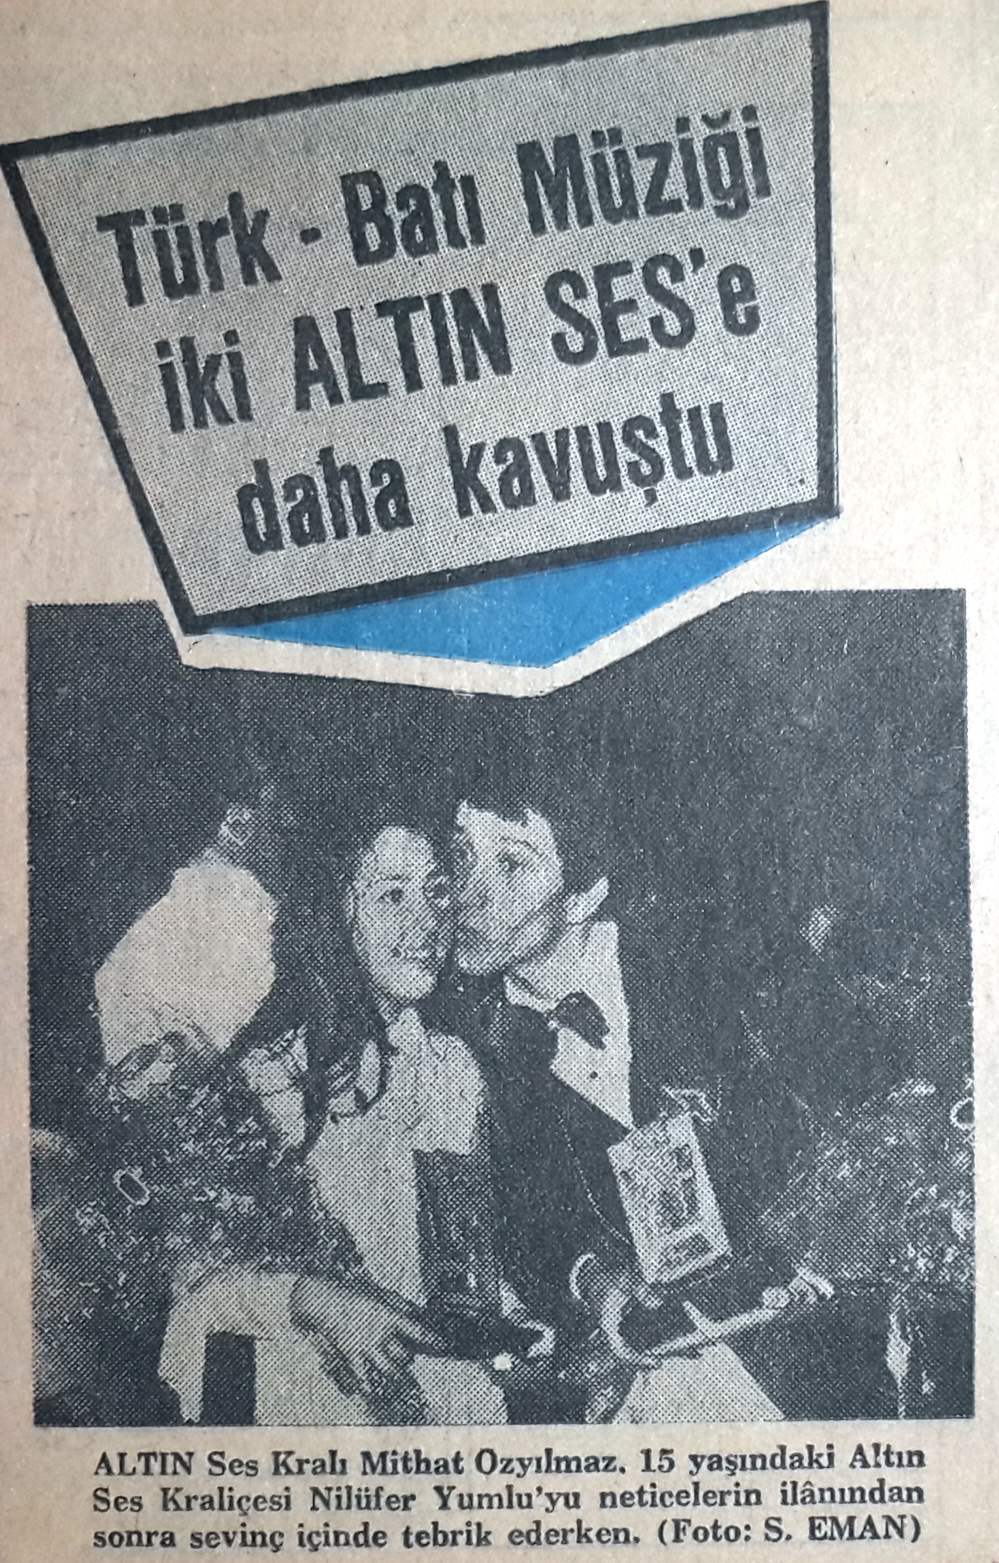 Türk - Batı Müziği
iki ALTIN SES'e
daha kavuştu
ALTIN Ses Kralı Mithat Ozyılmaz, 15 yaşındaki Altın
Ses Kraliçesi Nilüfer Yumlu'yu neticelerin ilânından
sonra sevinç içinde tebrik ederken. (Foto: S. EMAN)